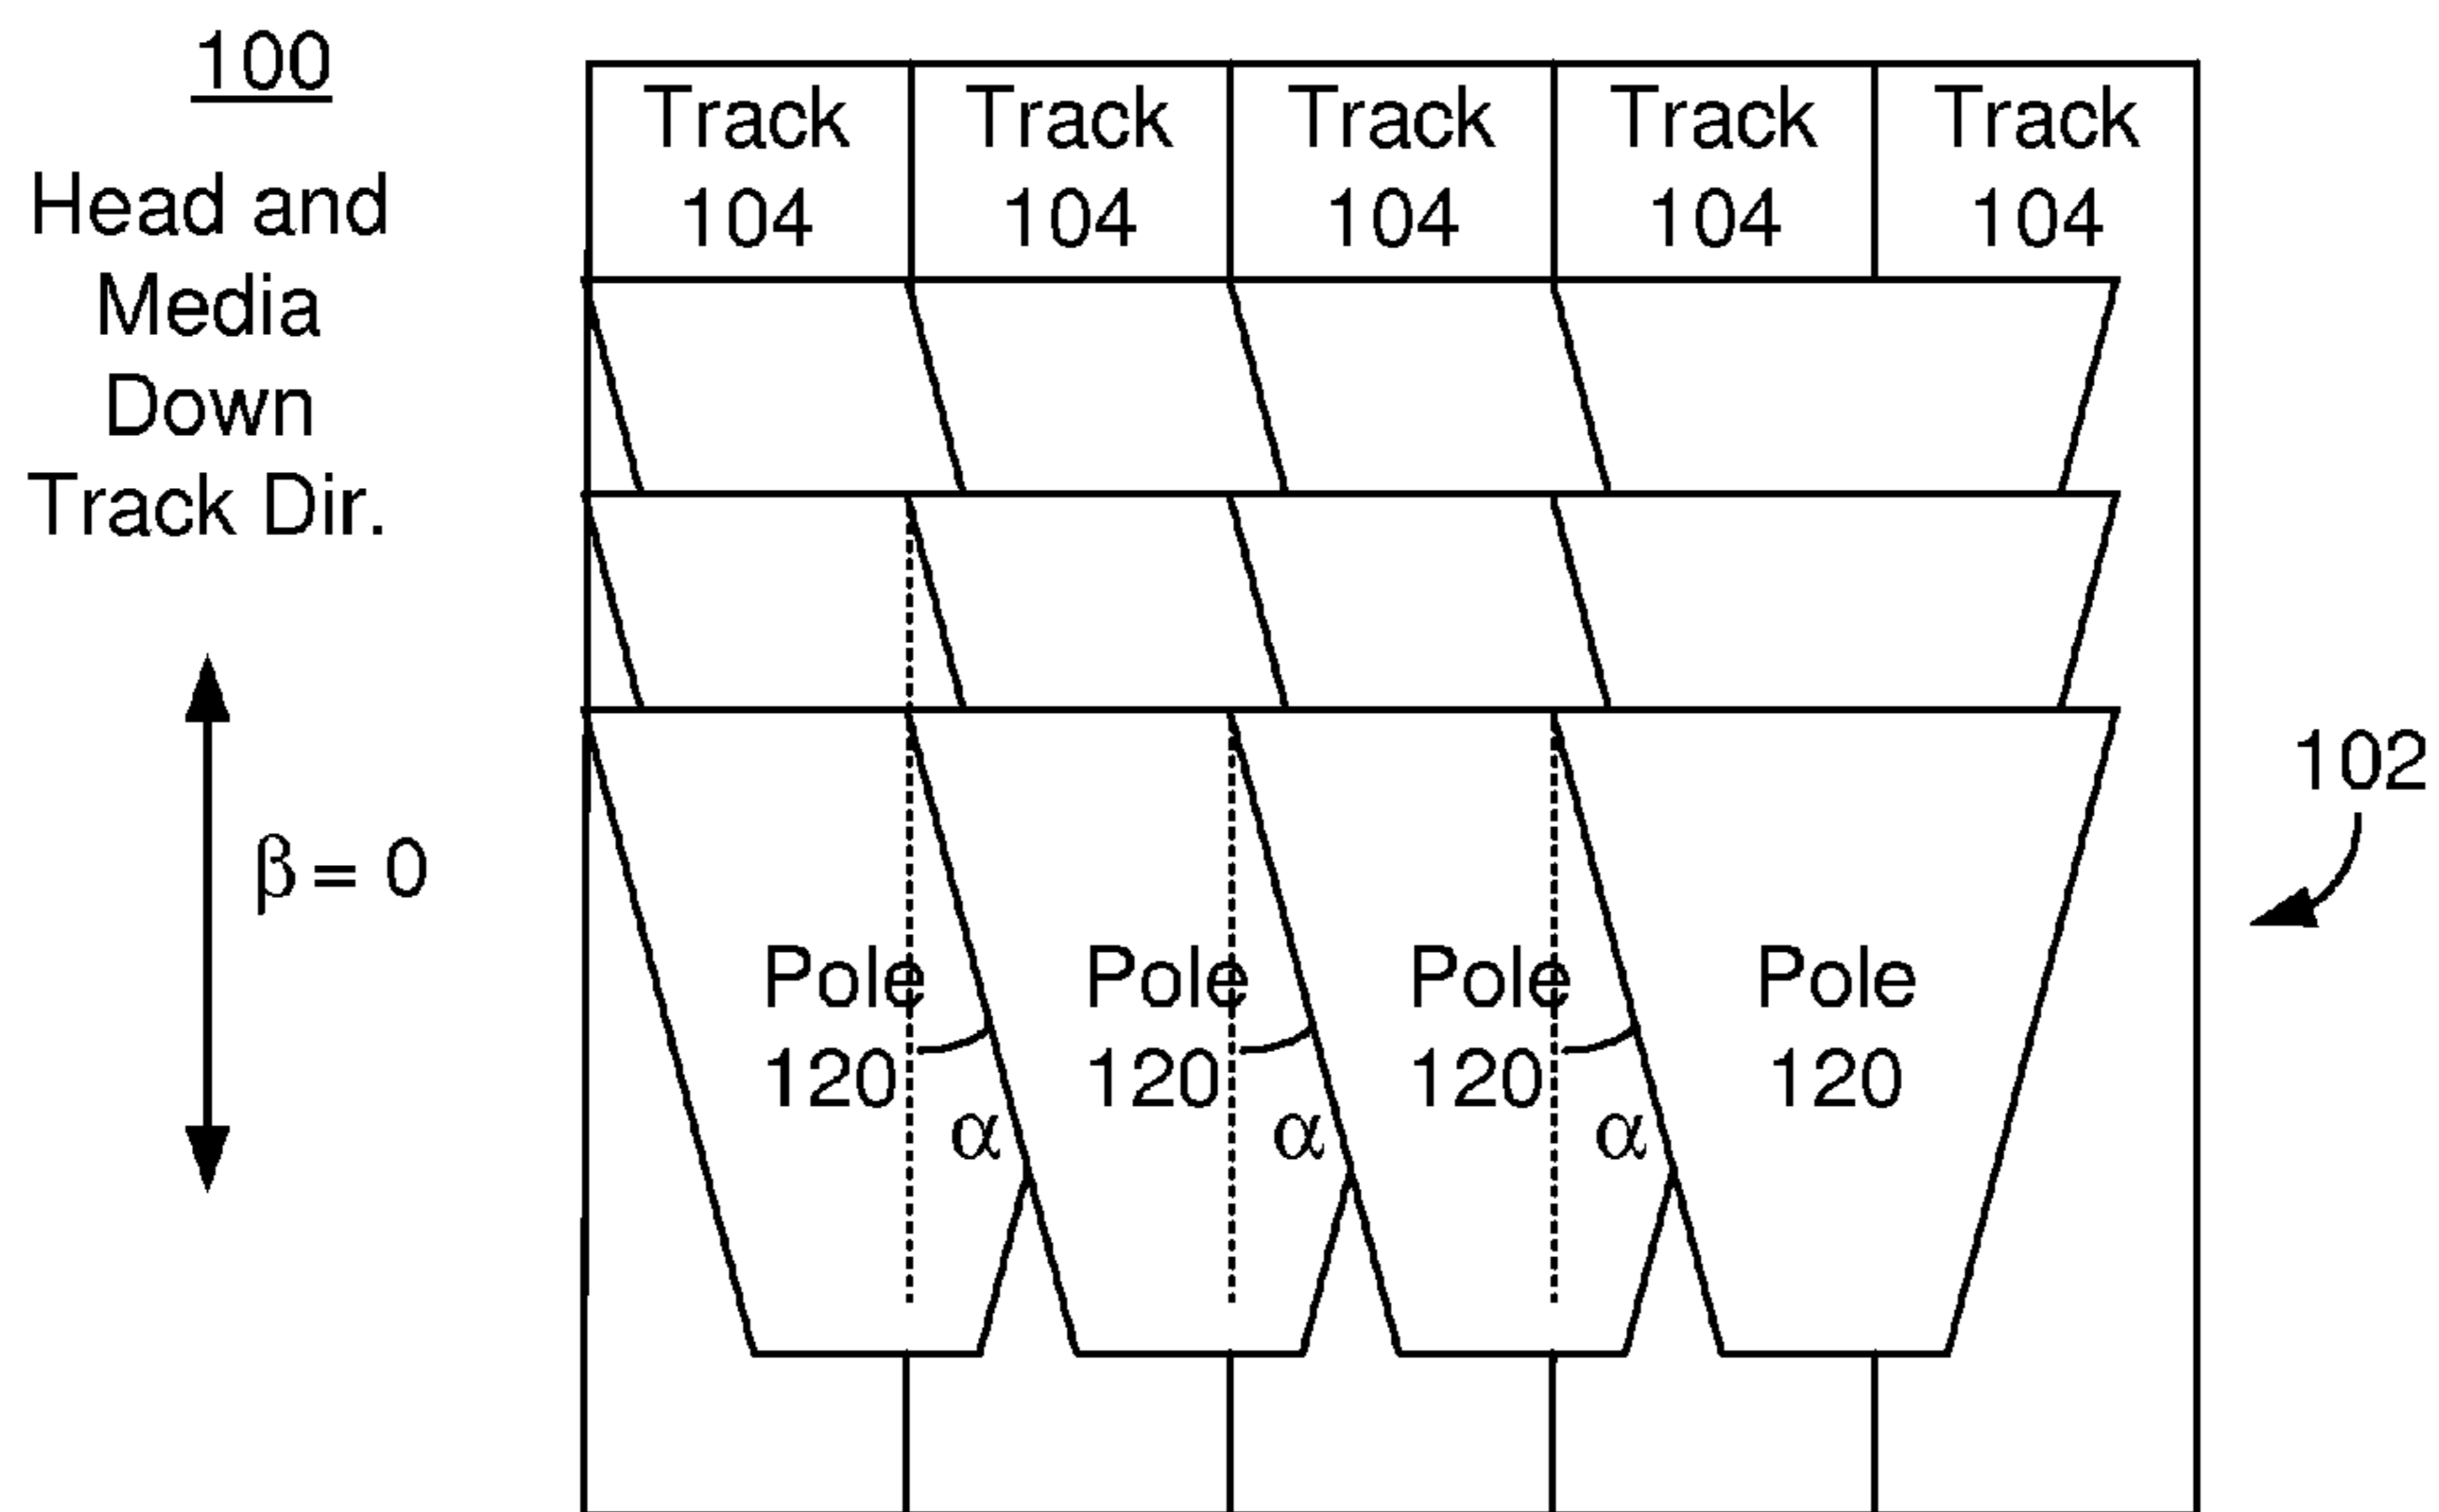 100
Head and
Media
Down
Track Dir.
β = 0
Track Track Track Track Track
104 104 104 104 104
Pole Pole Pole Pole
120 120 120 120
α α α
102